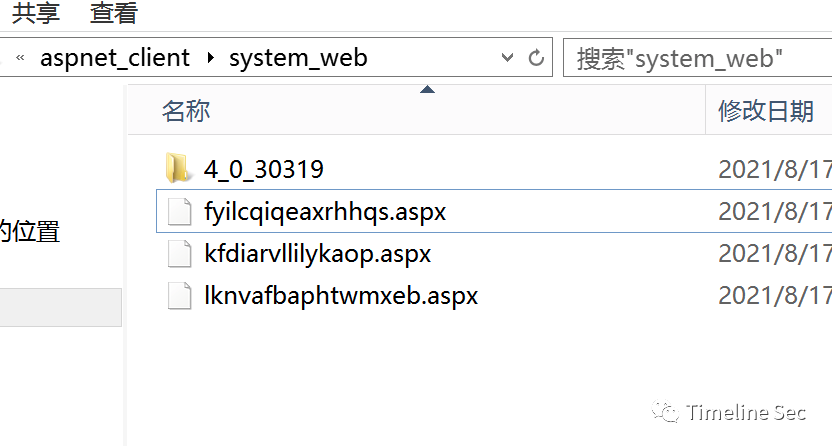 共享 查看
« aspnet_client system_web 搜索"system_web"
名称 修改日期
4_0_30319 2021/8/17
fyilcqiqeaxrhhqs.aspx 2021/8/17
的位置
kfdiarvllilykaop.aspx 2021/8/17
lknvafbaphtwmxeb.aspx 2021/8/17
Timeline Sec